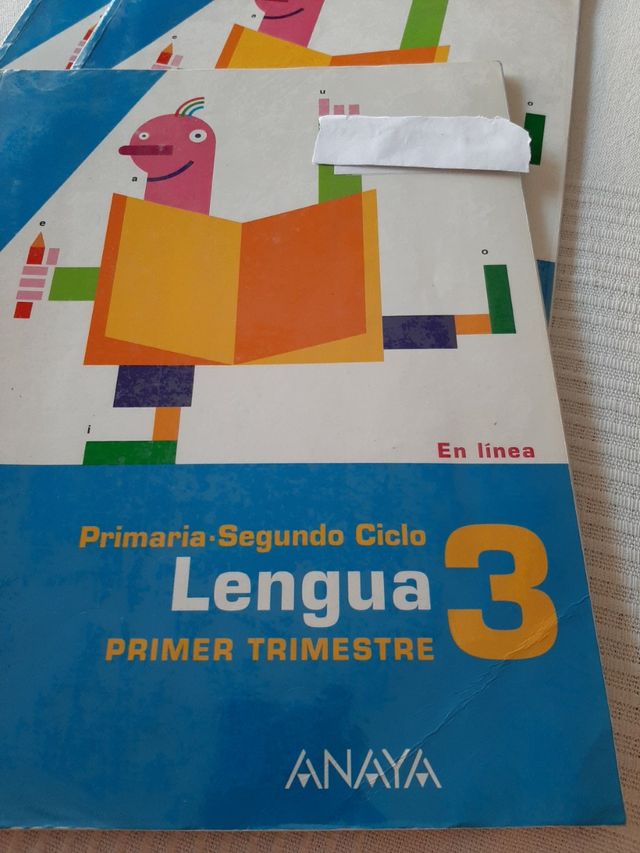 e
a
o
u
a
e
o
i
En línea
Primaria·Segundo Ciclo
Lengua 3
PRIMER TRIMESTRE
ANAYA